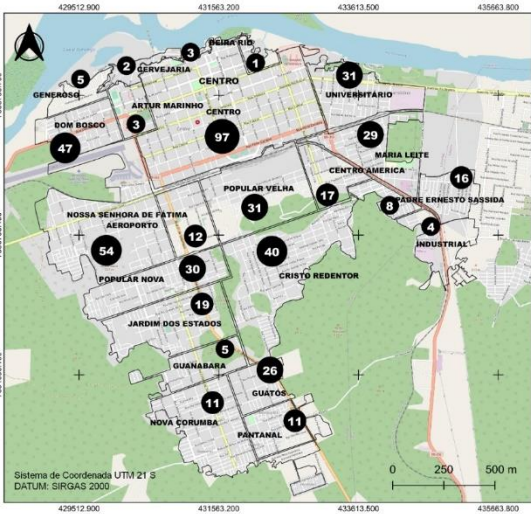 429512.900
431563.200
433613.500
435663.800
BEIRA RIO
3
2
1
CERVEJARIA
5
31
GENEROSO
CENTRO
UNIVERSITÁRIO
ARTUR MARINHO
3
CENTRO
DOM BOSCO
97
29
47
MARIA LEITE
CENTRO AMERICA
16
POPULAR VELHA
17
PADRE ERNESTO SASSIDA
8
31
NOSSA SENHORA DE FÁTIMA
AEROPORTO
4
12
INDUSTRIAL
54
40
30
CRISTO REDENTOR
POPULAR NOVA
19
JARDIM DOS ESTADOS
5
GUANABARA
26
GUATÓS
11
11
NOVA CORUMBÁ
PANTANAL
Sistema de Coordenada UTM 21 S
DATUM: SIRGAS 2000
0 250 500 m
429512.900
431563.200
433613.500
435663.800